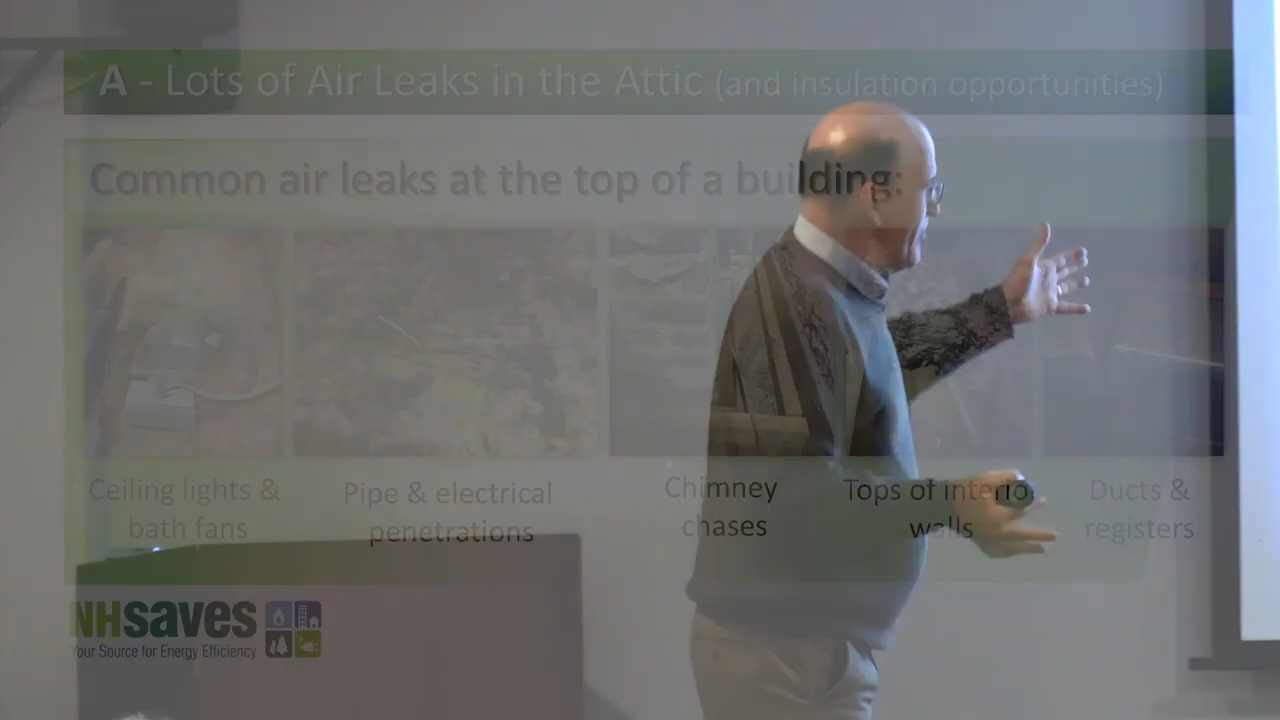 A - Lots of Air Leaks in the Attic (and insulation opportunities)
Common air leaks at the top of a building:
Ceiling lights &
bath fans
Pipe & electrical
penetrations
Chimney
chases
Tops of interior
walls
Ducts &
registers
NHsaves
Your Source for Energy Efficiency